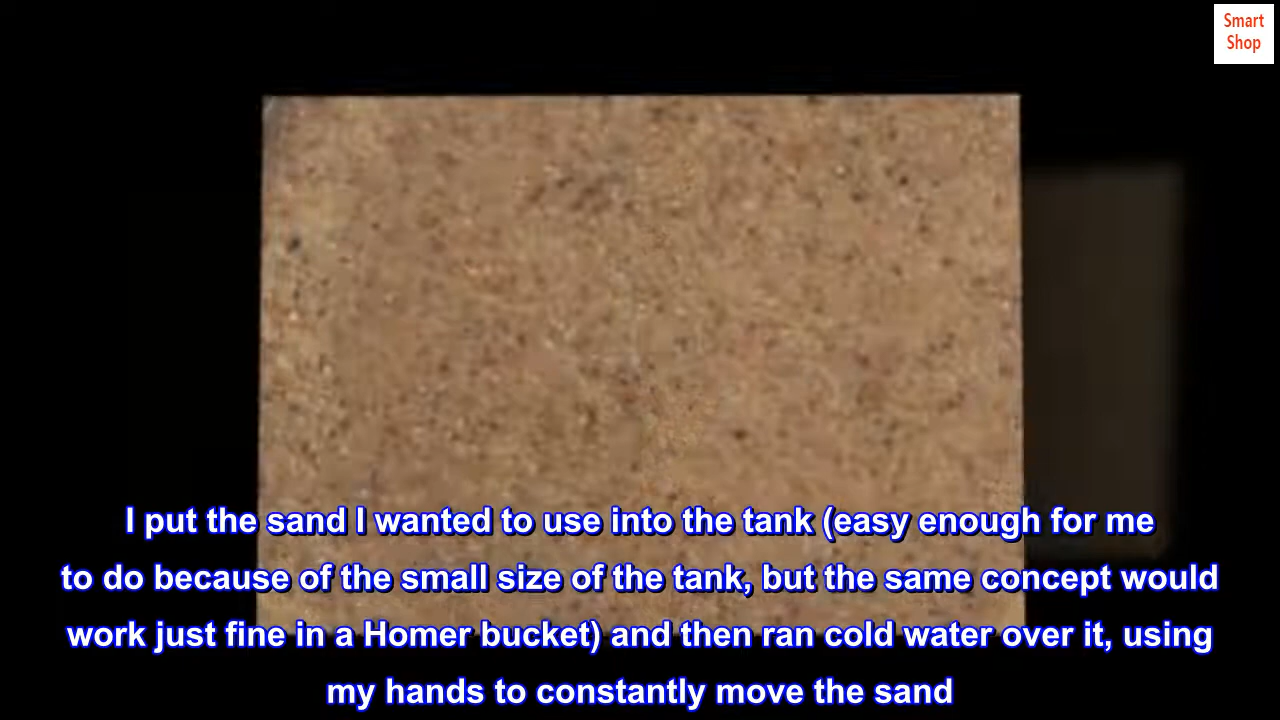 Smart
Shop
I put the sand I wanted to use into the tank (easy enough for me
to do because of the small size of the tank, but the same concept would
work just fine in a Homer bucket) and then ran cold water over it, using
my hands to constantly move the sand